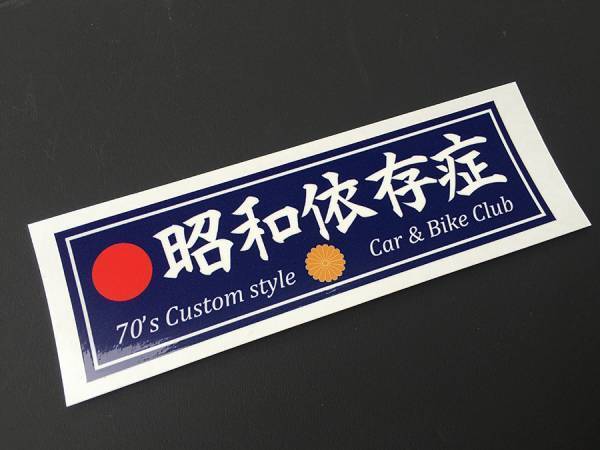 昭和依存症
70's Custom style
Car & Bike Club